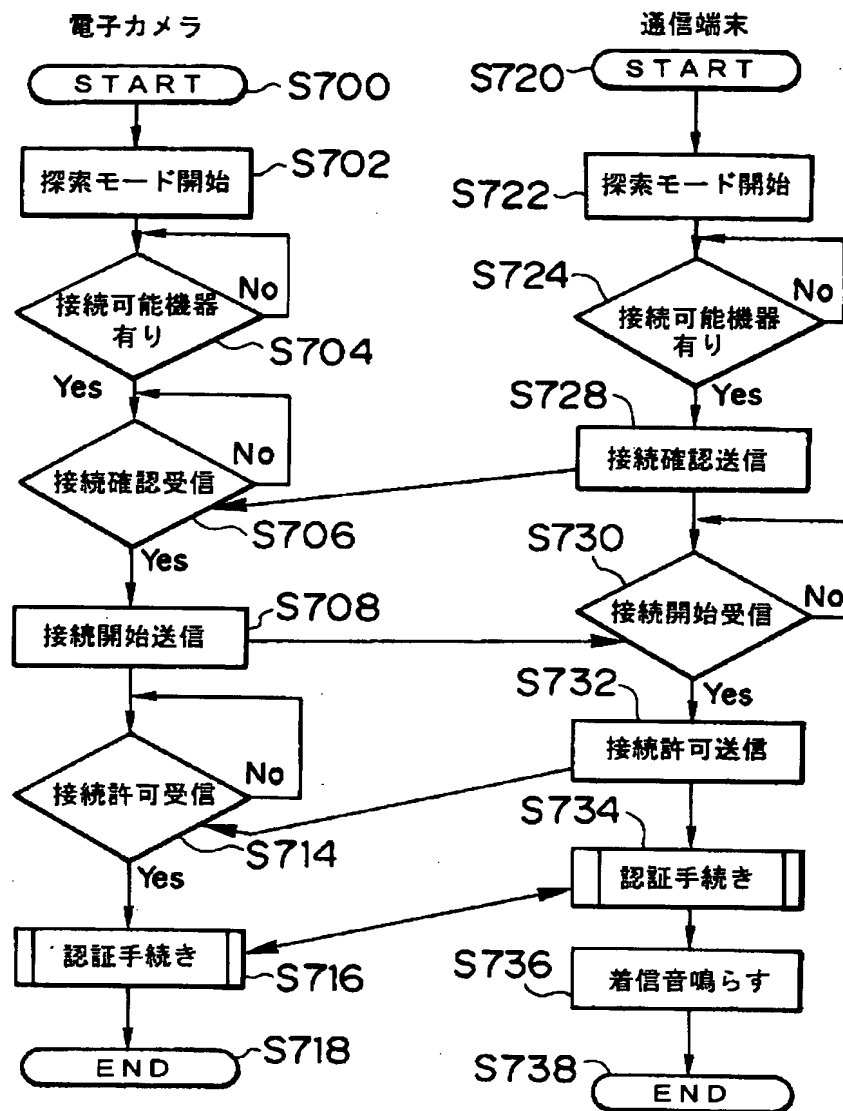 電子カメラ
START
S700
探索モード開始
S702
接続可能機器
有り
No
S704
Yes
接続確認受信
No
S706
Yes
接続開始送信
S708
接続許可受信
No
S714
Yes
認証手続き
S716
END
S718
通信端末
START
S720
探索モード開始
S722
S724
接続可能機器
有り
No
Yes
S728
接続確認送信
S730
接続開始受信
No
Yes
S732
接続許可送信
S734
認証手続き
S736
着信音鳴らす
S738
END